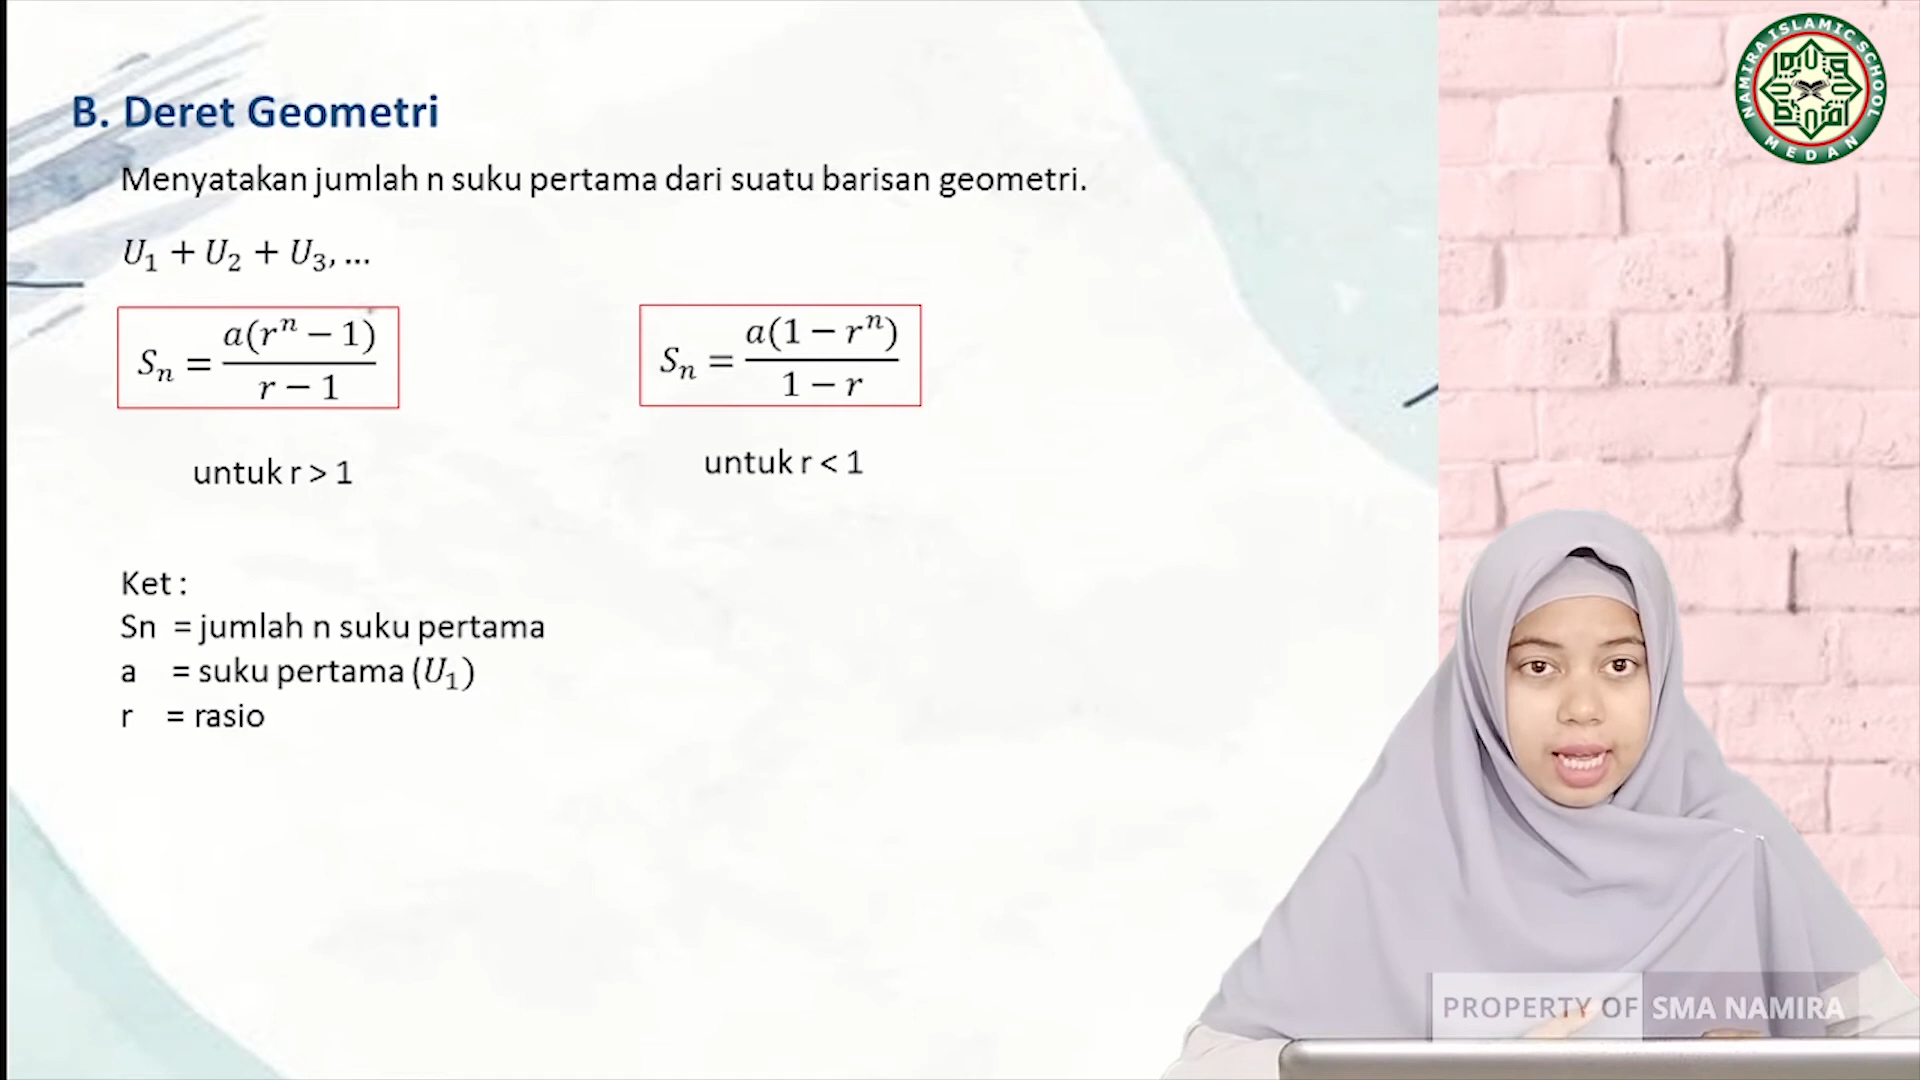 B. Deret Geometri
Menyatakan jumlah n suku pertama dari suatu barisan geometri.
U₁ + U₂ + U₃, ...
Sₙ = a(rⁿ − 1) / r − 1
Sₙ = a(1 − rⁿ) / 1 − r
untuk r > 1
untuk r < 1
Ket :
Sn = jumlah n suku pertama
a = suku pertama (U₁)
r = rasio
NAMIRA ISLAMIC SCHOOL
MEDAN
PROPERTY OF SMA NAMIRA